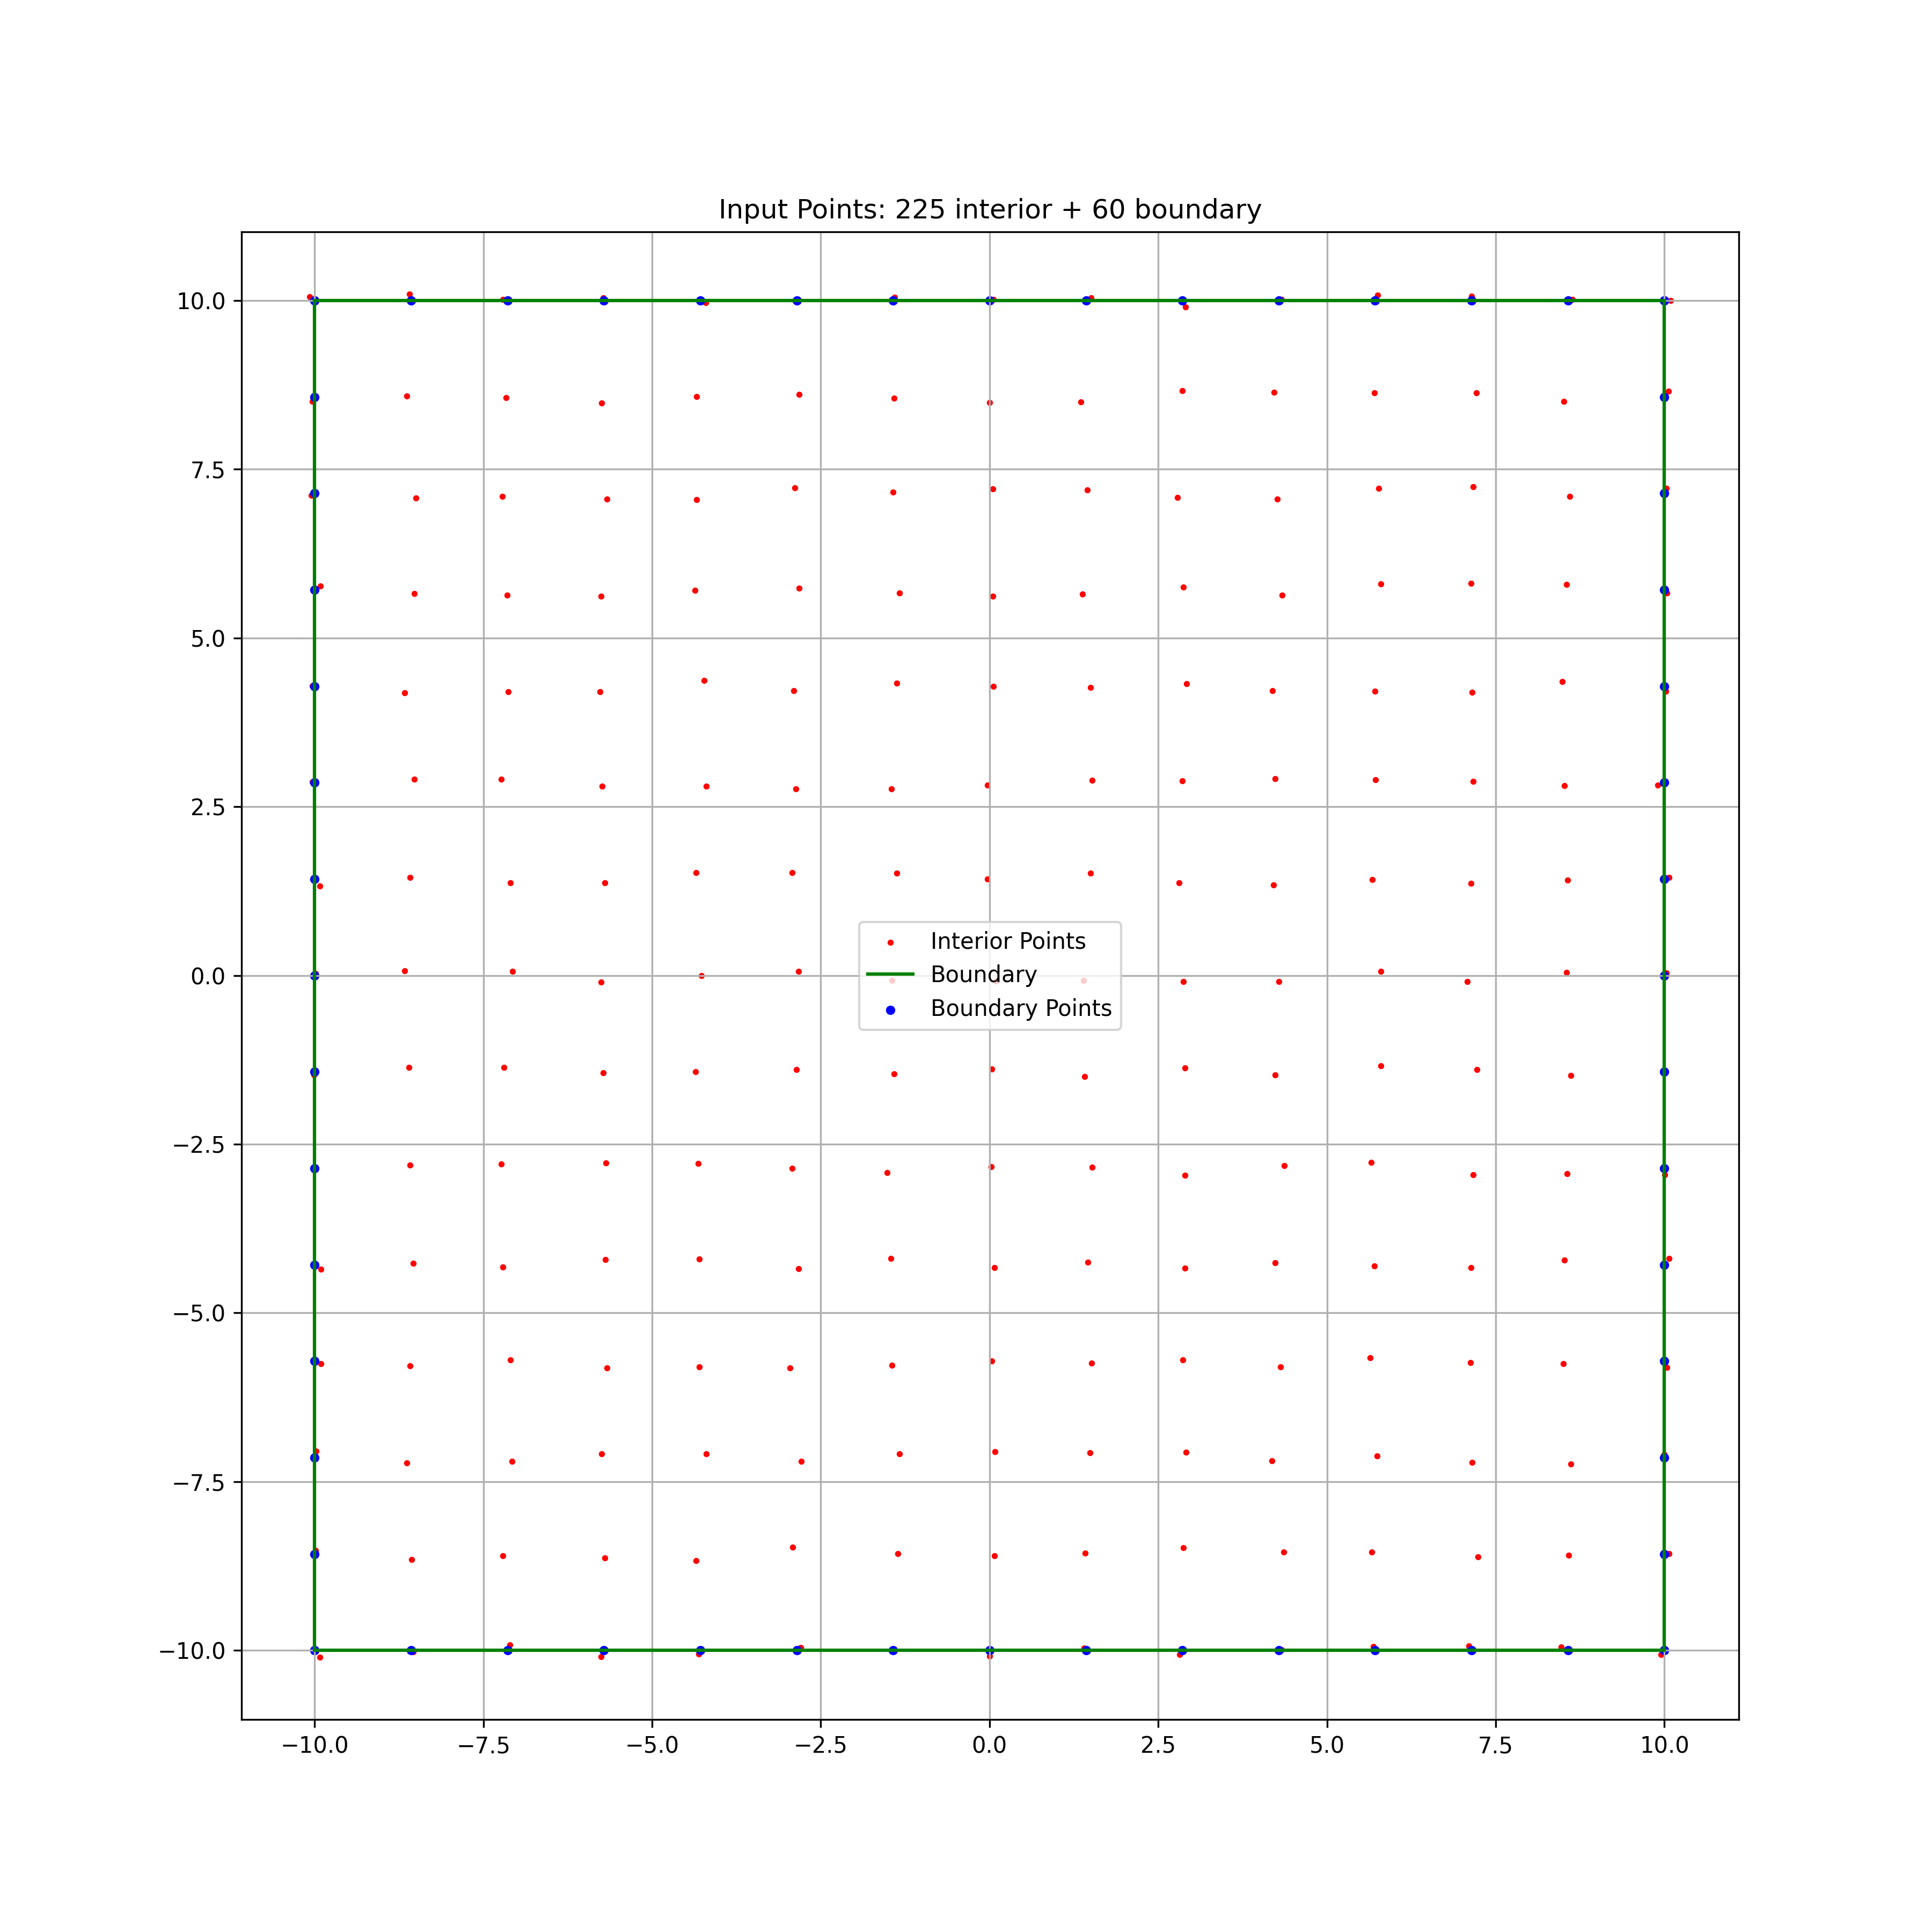 Input Points: 225 interior + 60 boundary
10.0
7.5
5.0
2.5
0.0
−2.5
−5.0
−7.5
−10.0
Interior Points
Boundary
Boundary Points
−10.0 −7.5 −5.0 −2.5 0.0 2.5 5.0 7.5 10.0